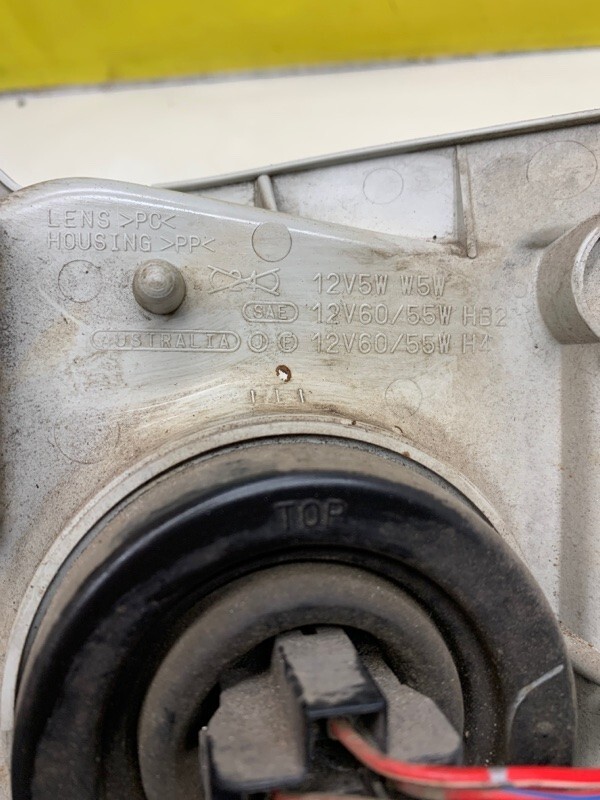 LENS >PC<
HOUSING >PP<
12V5W W5W
SAE 12V60/55W HB2
AUSTRALIA I E 12V60/55W H4
TOP